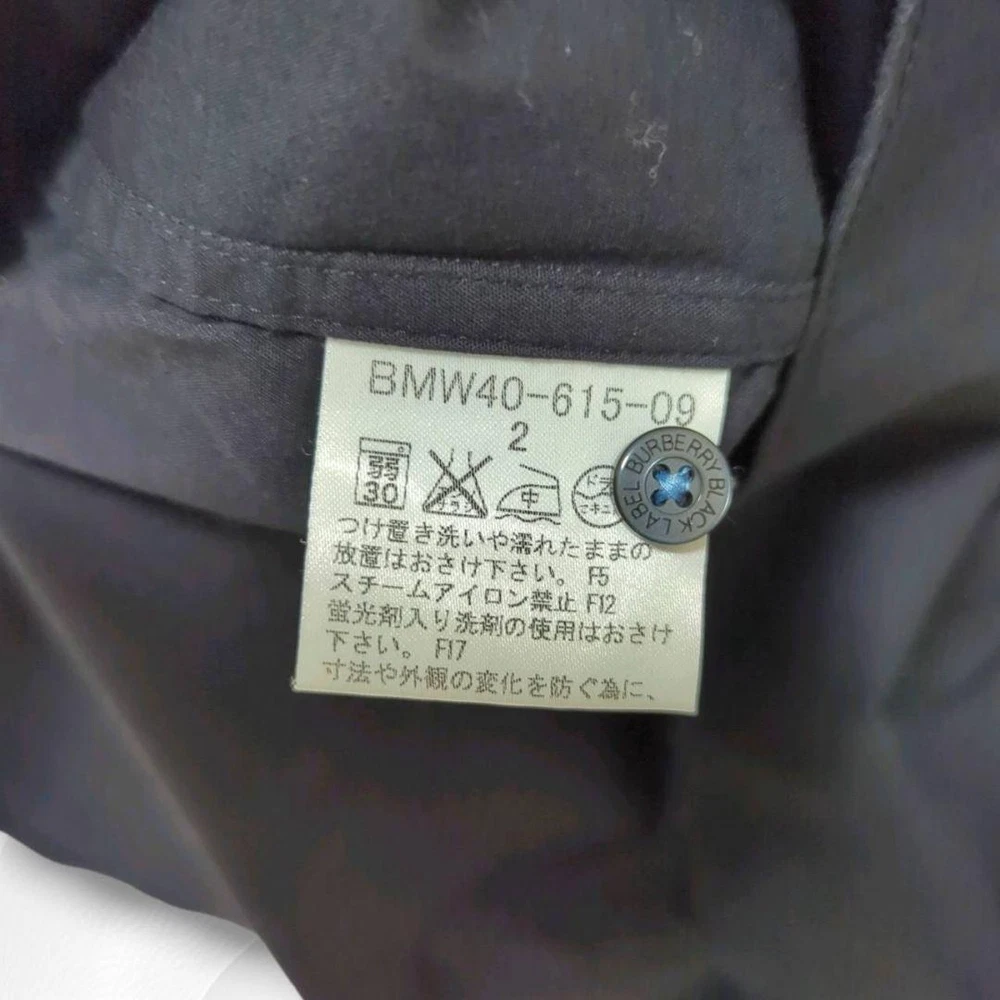 BMW40-615-09
2
弱
30
中
ドラ
BURBERRY BLACK LABEL
つけ置き洗いや濡れたままの
放置はおさけ下さい。 F5
スチームアイロン禁止 F12
蛍光剤入り洗剤の使用はおさけ
下さい。 F17
寸法や外観の変化を防ぐ為に、